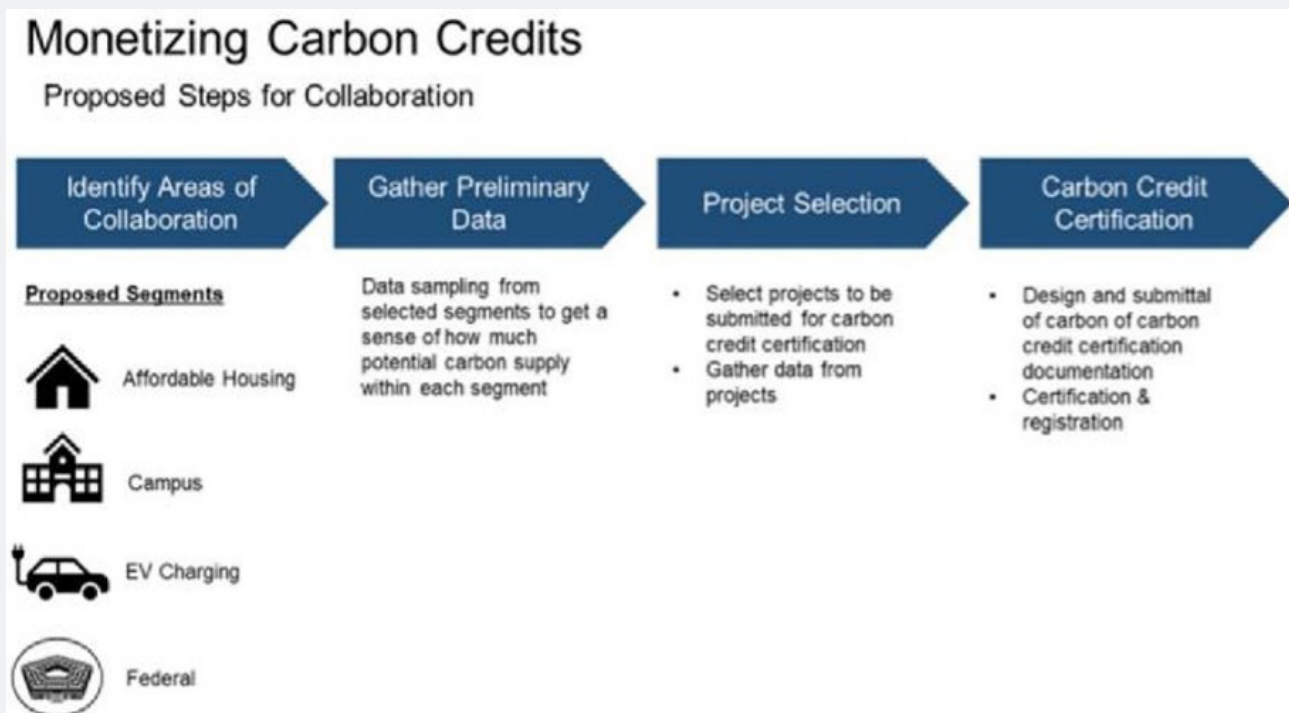 Monetizing Carbon Credits
Proposed Steps for Collaboration
Identify Areas of
Collaboration
Gather Preliminary
Data
Project Selection
Carbon Credit
Certification
Proposed Segments
Affordable Housing
Campus
EV Charging
Federal
Data sampling from
selected segments to get a
sense of how much
potential carbon supply
within each segment
• Select projects to be
submitted for carbon
credit certification
• Gather data from
projects
• Design and submittal
of carbon of carbon
credit certification
documentation
• Certification &
registration